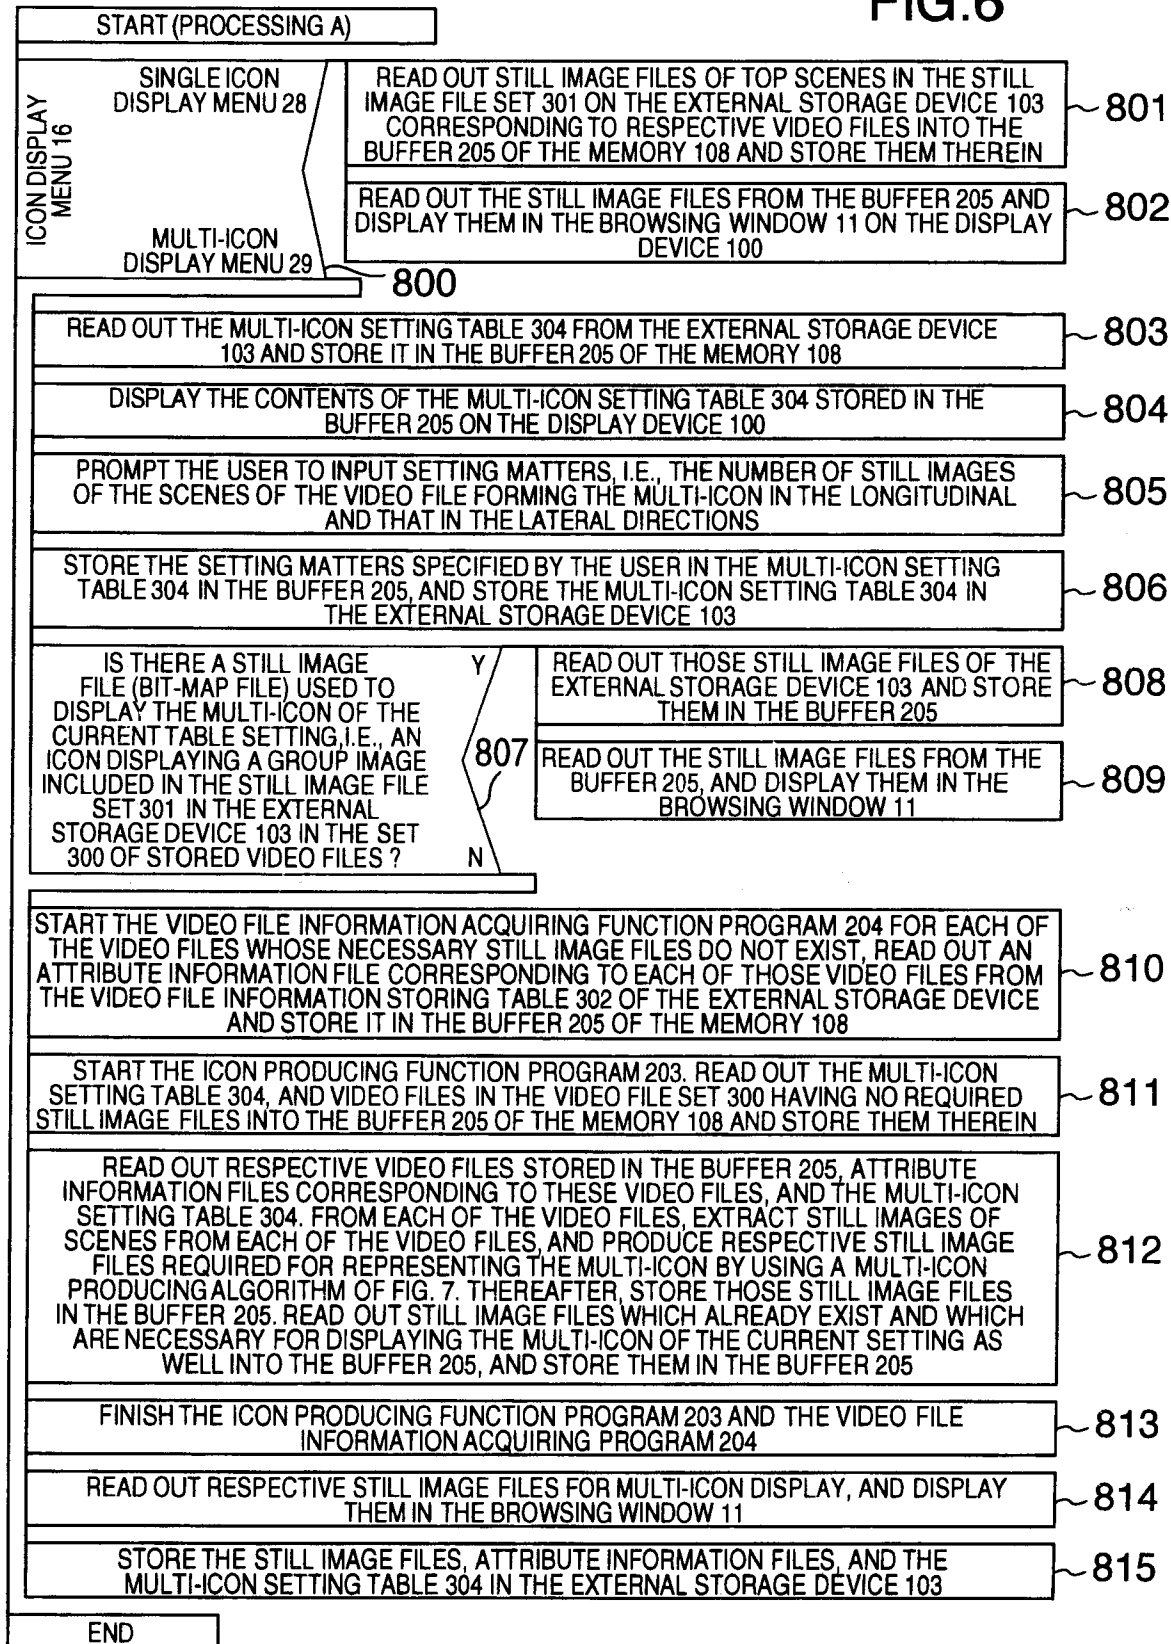 FIG.6
START (PROCESSING A)
ICON DISPLAY
MENU 16
SINGLE ICON
DISPLAY MENU 28
MULTI-ICON
DISPLAY MENU 29
800
READ OUT STILL IMAGE FILES OF TOP SCENES IN THE STILL
IMAGE FILE SET 301 ON THE EXTERNAL STORAGE DEVICE 103
CORRESPONDING TO RESPECTIVE VIDEO FILES INTO THE
BUFFER 205 OF THE MEMORY 108 AND STORE THEM THEREIN
801
READ OUT THE STILL IMAGE FILES FROM THE BUFFER 205 AND
DISPLAY THEM IN THE BROWSING WINDOW 11 ON THE DISPLAY
DEVICE 100
802
READ OUT THE MULTI-ICON SETTING TABLE 304 FROM THE EXTERNAL STORAGE DEVICE
103 AND STORE IT IN THE BUFFER 205 OF THE MEMORY 108
803
DISPLAY THE CONTENTS OF THE MULTI-ICON SETTING TABLE 304 STORED IN THE
BUFFER 205 ON THE DISPLAY DEVICE 100
804
PROMPT THE USER TO INPUT SETTING MATTERS, I.E., THE NUMBER OF STILL IMAGES
OF THE SCENES OF THE VIDEO FILE FORMING THE MULTI-ICON IN THE LONGITUDINAL
AND THAT IN THE LATERAL DIRECTIONS
805
STORE THE SETTING MATTERS SPECIFIED BY THE USER IN THE MULTI-ICON SETTING
TABLE 304 IN THE BUFFER 205, AND STORE THE MULTI-ICON SETTING TABLE 304 IN
THE EXTERNAL STORAGE DEVICE 103
806
IS THERE A STILL IMAGE
FILE (BIT-MAP FILE) USED TO
DISPLAY THE MULTI-ICON OF THE
CURRENT TABLE SETTING, I.E., AN
ICON DISPLAYING A GROUP IMAGE
INCLUDED IN THE STILL IMAGE FILE
SET 301 IN THE EXTERNAL
STORAGE DEVICE 103 IN THE SET
300 OF STORED VIDEO FILES ?
Y
807
N
READ OUT THOSE STILL IMAGE FILES OF THE
EXTERNAL STORAGE DEVICE 103 AND STORE
THEM IN THE BUFFER 205
808
READ OUT THE STILL IMAGE FILES FROM THE
BUFFER 205, AND DISPLAY THEM IN THE
BROWSING WINDOW 11
809
START THE VIDEO FILE INFORMATION ACQUIRING FUNCTION PROGRAM 204 FOR EACH OF
THE VIDEO FILES WHOSE NECESSARY STILL IMAGE FILES DO NOT EXIST, READ OUT AN
ATTRIBUTE INFORMATION FILE CORRESPONDING TO EACH OF THOSE VIDEO FILES FROM
THE VIDEO FILE INFORMATION STORING TABLE 302 OF THE EXTERNAL STORAGE DEVICE
AND STORE IT IN THE BUFFER 205 OF THE MEMORY 108
810
START THE ICON PRODUCING FUNCTION PROGRAM 203. READ OUT THE MULTI-ICON
SETTING TABLE 304, AND VIDEO FILES IN THE VIDEO FILE SET 300 HAVING NO REQUIRED
STILL IMAGE FILES INTO THE BUFFER 205 OF THE MEMORY 108 AND STORE THEM THEREIN
811
READ OUT RESPECTIVE VIDEO FILES STORED IN THE BUFFER 205, ATTRIBUTE
INFORMATION FILES CORRESPONDING TO THESE VIDEO FILES, AND THE MULTI-ICON
SETTING TABLE 304. FROM EACH OF THE VIDEO FILES, EXTRACT STILL IMAGES OF
SCENES FROM EACH OF THE VIDEO FILES, AND PRODUCE RESPECTIVE STILL IMAGE
FILES REQUIRED FOR REPRESENTING THE MULTI-ICON BY USING A MULTI-ICON
PRODUCING ALGORITHM OF FIG. 7. THEREAFTER, STORE THOSE STILL IMAGE FILES
IN THE BUFFER 205. READ OUT STILL IMAGE FILES WHICH ALREADY EXIST AND WHICH
ARE NECESSARY FOR DISPLAYING THE MULTI-ICON OF THE CURRENT SETTING AS
WELL INTO THE BUFFER 205, AND STORE THEM IN THE BUFFER 205
812
FINISH THE ICON PRODUCING FUNCTION PROGRAM 203 AND THE VIDEO FILE
INFORMATION ACQUIRING PROGRAM 204
813
READ OUT RESPECTIVE STILL IMAGE FILES FOR MULTI-ICON DISPLAY, AND DISPLAY
THEM IN THE BROWSING WINDOW 11
814
STORE THE STILL IMAGE FILES, ATTRIBUTE INFORMATION FILES, AND THE
MULTI-ICON SETTING TABLE 304 IN THE EXTERNAL STORAGE DEVICE 103
815
END